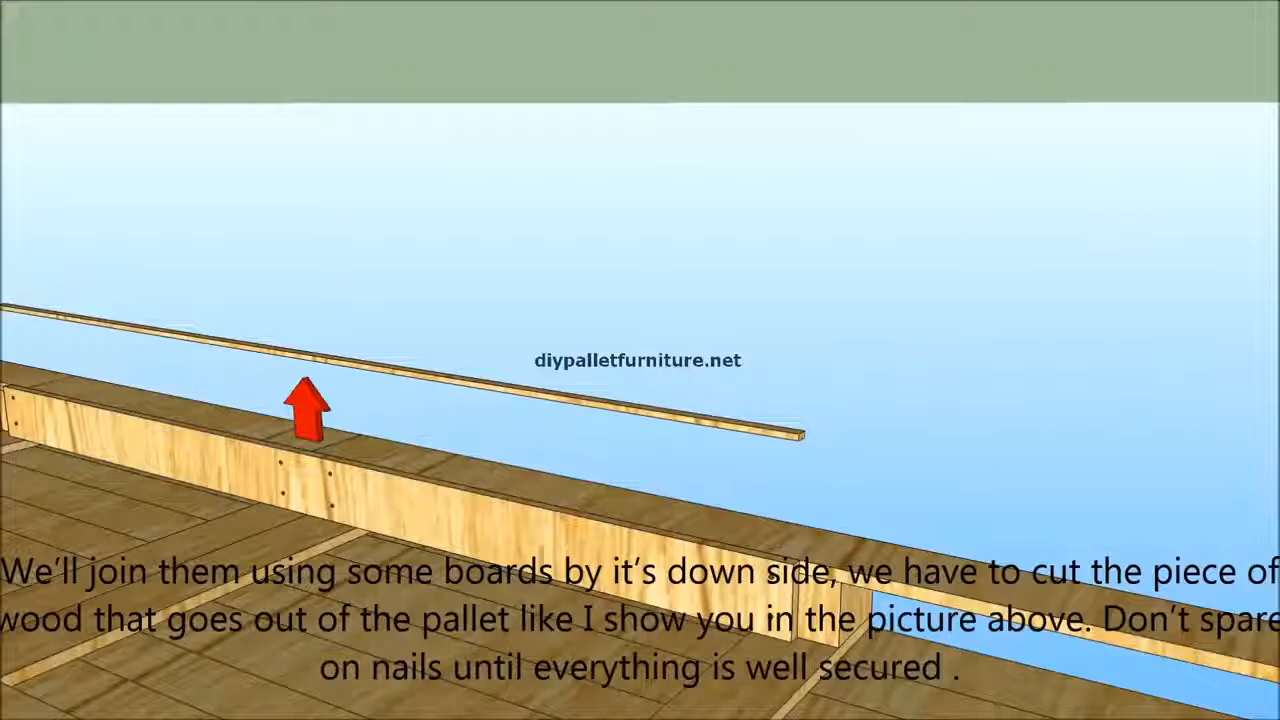 diypalletfurniture.net
We'll join them using some boards by it's down side, we have to cut the piece of
wood that goes out of the pallet like I show you in the picture above. Don't spare
on nails until everything is well secured .